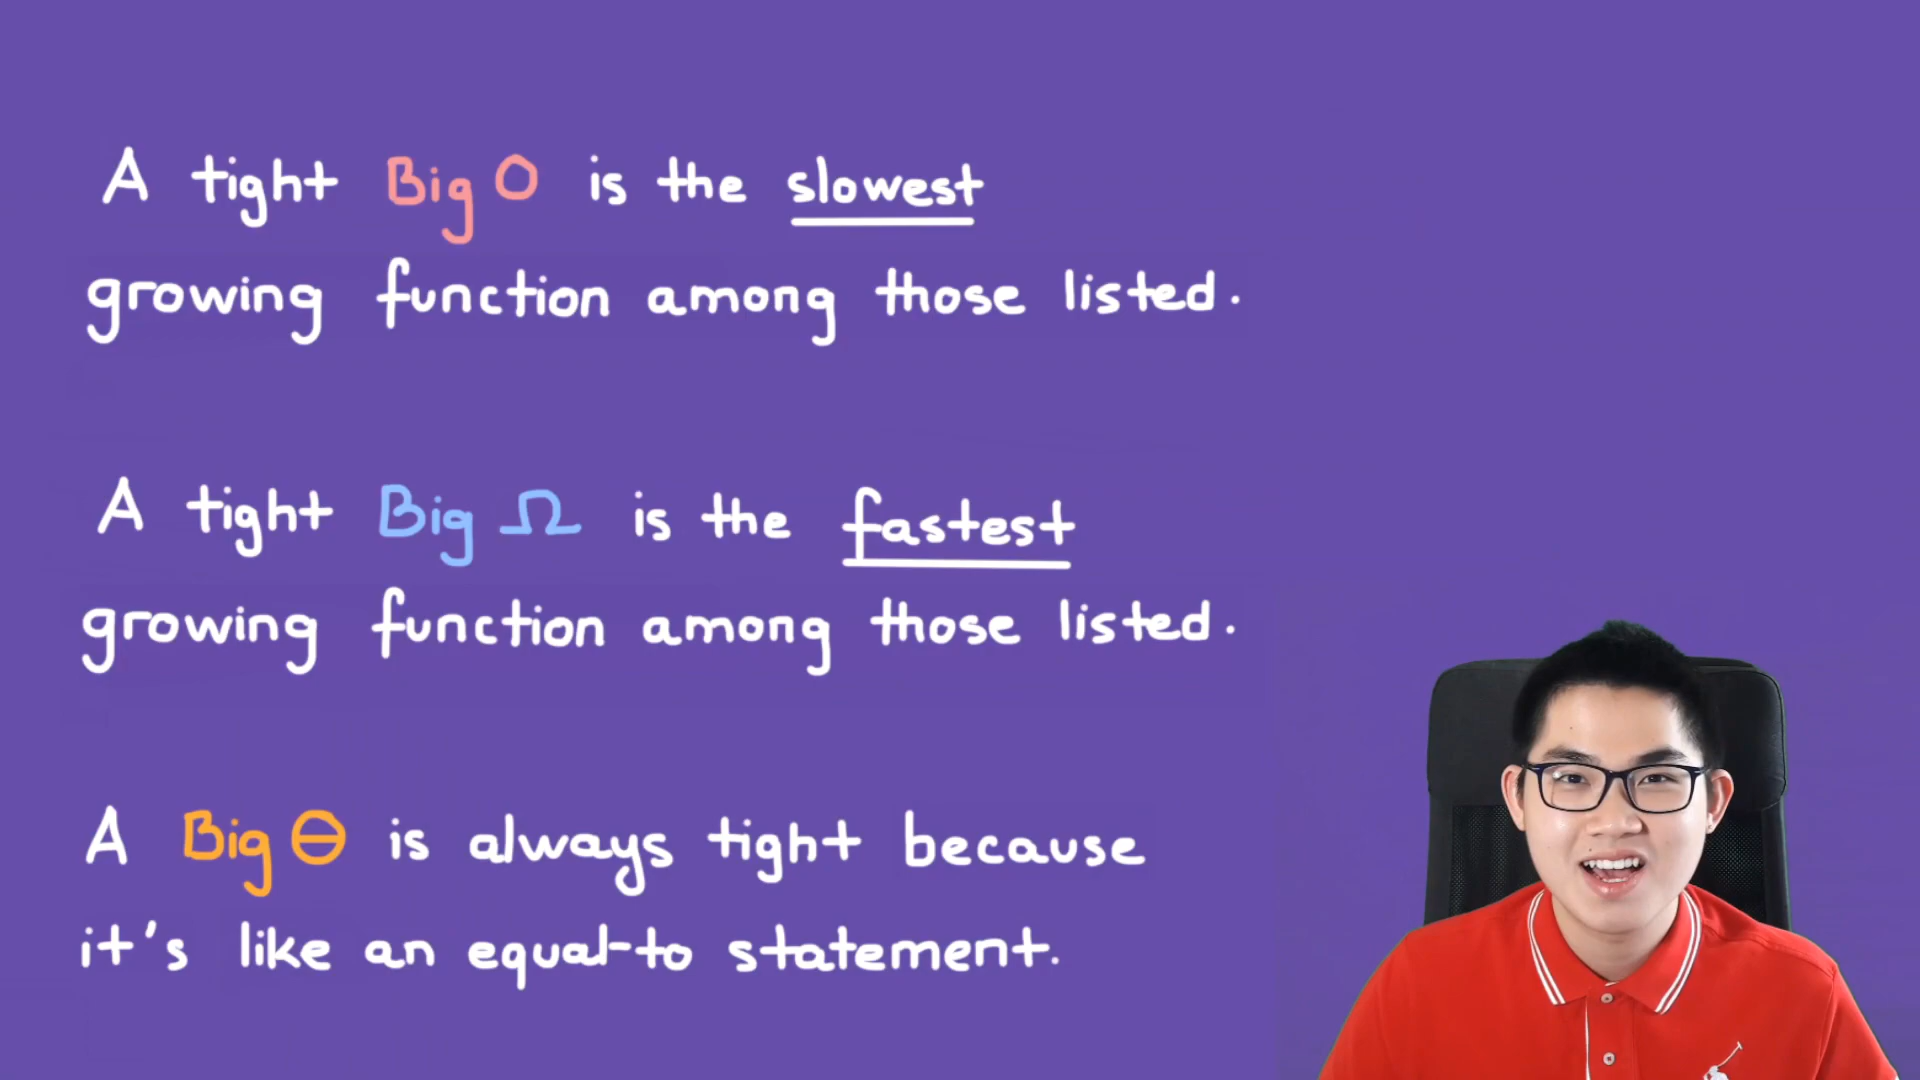 A tight Big O is the slowest
growing function among those listed.
A tight Big Ω is the fastest
growing function among those listed.
A Big Θ is always tight because
it's like an equal-to statement.